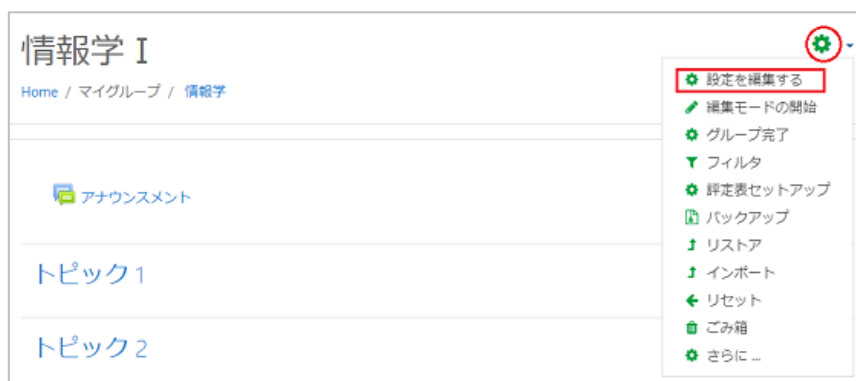 情報学 I
Home / マイグループ / 情報学
設定を編集する
編集モードの開始
グループ完了
フィルタ
評定表セットアップ
バックアップ
リストア
インポート
リセット
ごみ箱
さらに ...
アナウンスメント
トピック 1
トピック 2